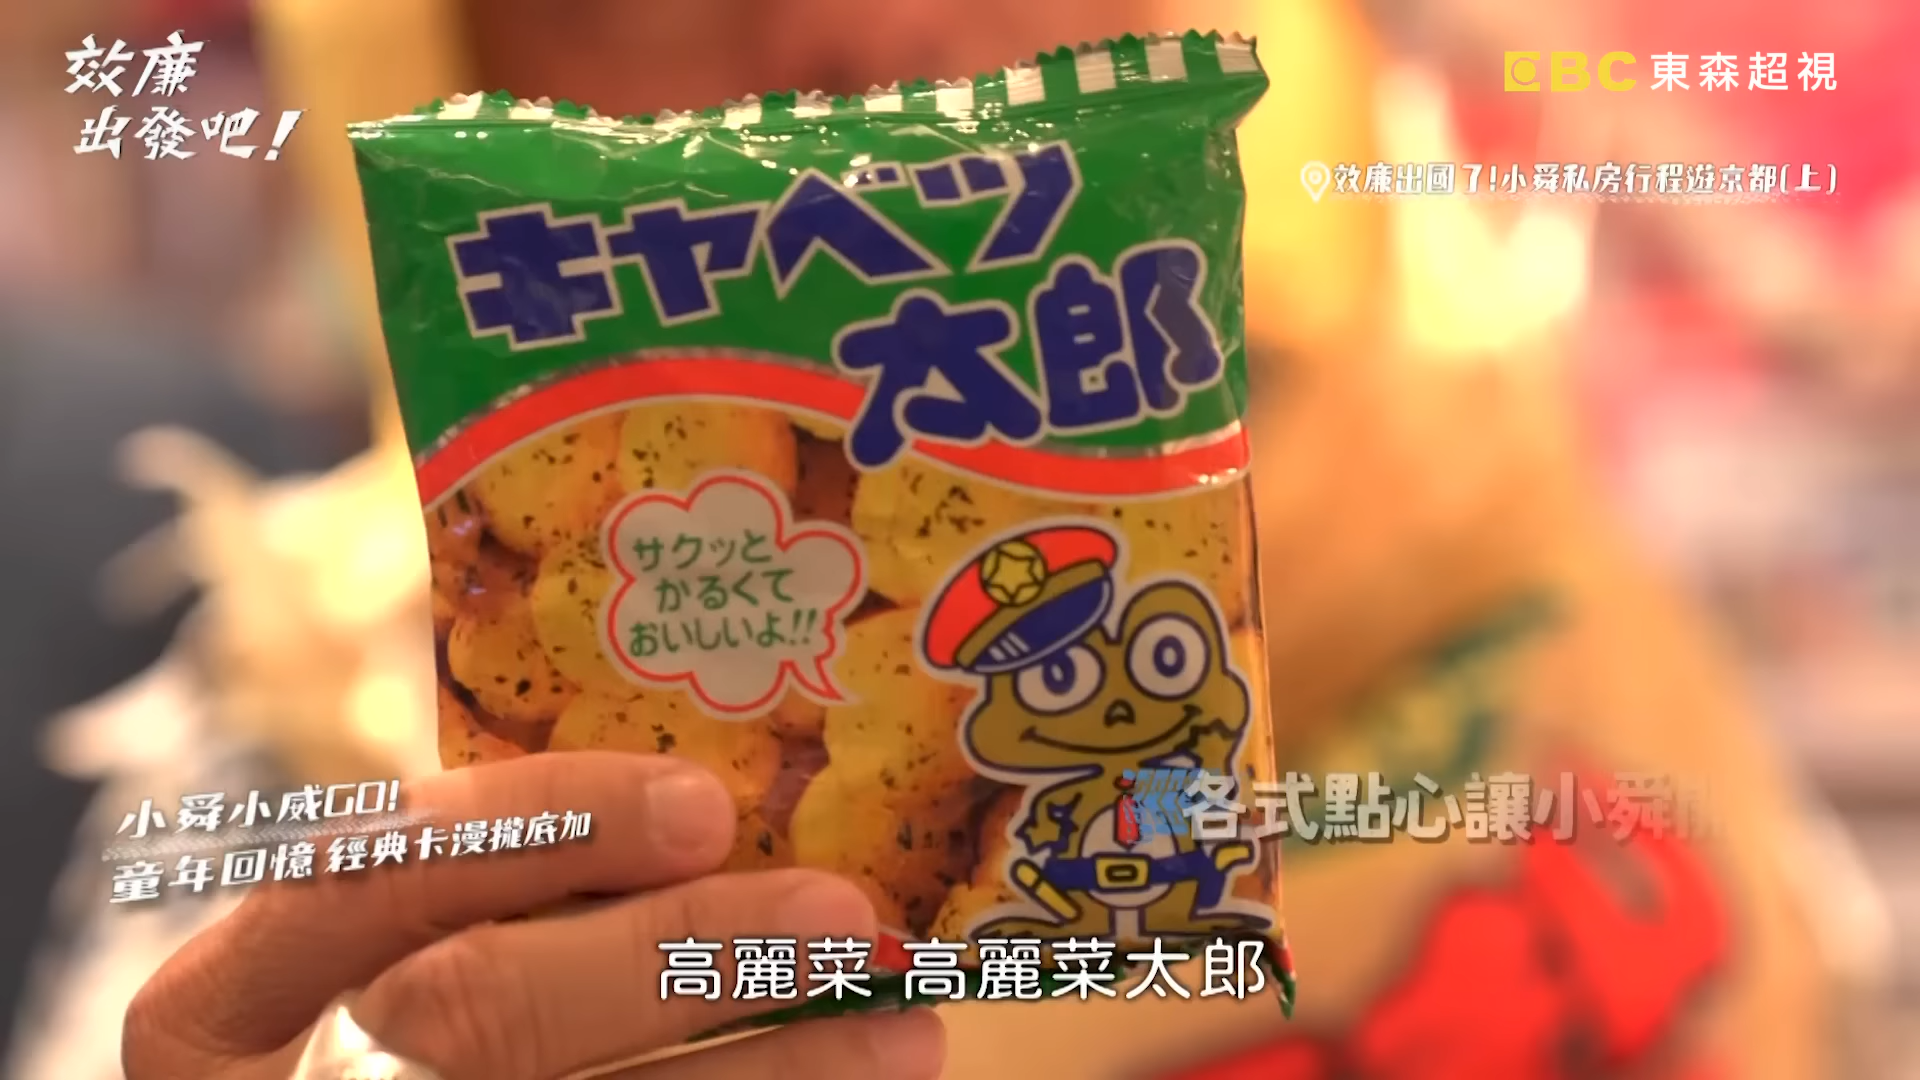 效廉
出發吧!
EBC 東森超視
效廉出國了!小舜私房行程遊京都(上)
キャベツ
太郎
サクッと
かるくて
おいしいよ!!
小舜小威GO!
童年回憶 經典卡漫攏底加
各式點心讓小舜
高麗菜 高麗菜太郎